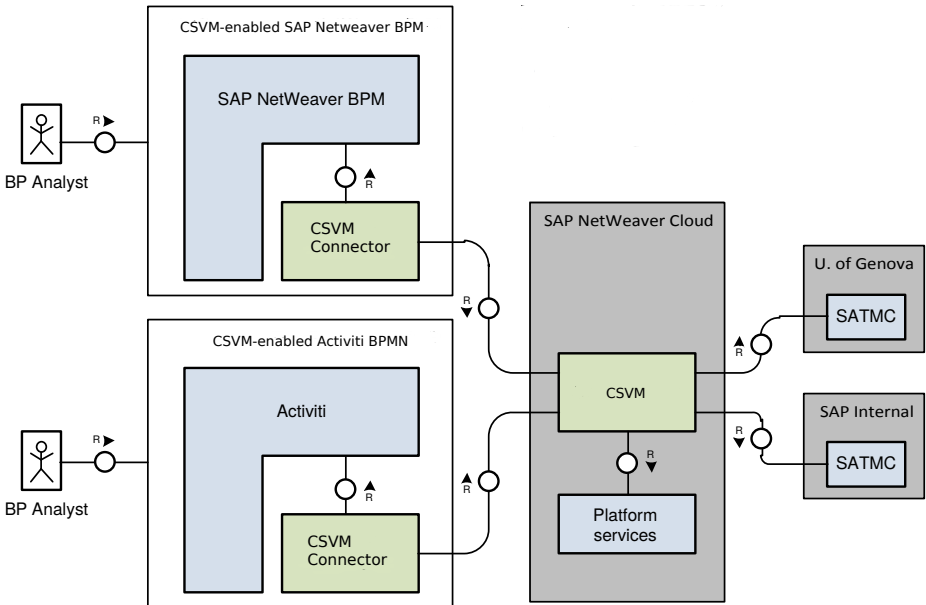 CSVM-enabled SAP Netweaver BPM
SAP NetWeaver BPM
R
BP Analyst
R
CSVM
Connector
SAP NetWeaver Cloud
U. of Genova
SATMC
R
R
CSVM-enabled Activiti BPMN
CSVM
SAP Internal
SATMC
R
Activiti
R
BP Analyst
R
R
R
CSVM
Connector
Platform
services